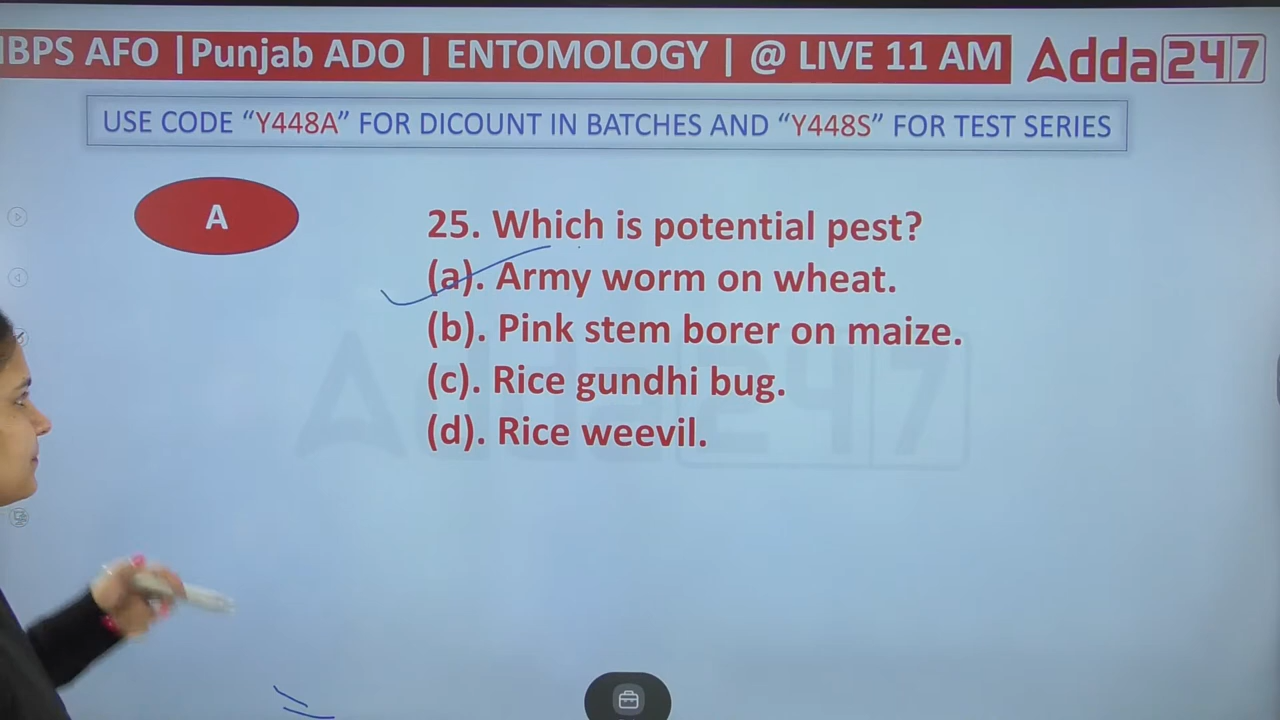 IBPS AFO |Punjab ADO | ENTOMOLOGY | @ LIVE 11 AM
Adda247
USE CODE “Y448A” FOR DICOUNT IN BATCHES AND “Y448S” FOR TEST SERIES
A
25. Which is potential pest?
(a). Army worm on wheat.
(b). Pink stem borer on maize.
(c). Rice gundhi bug.
(d). Rice weevil.
Adda247